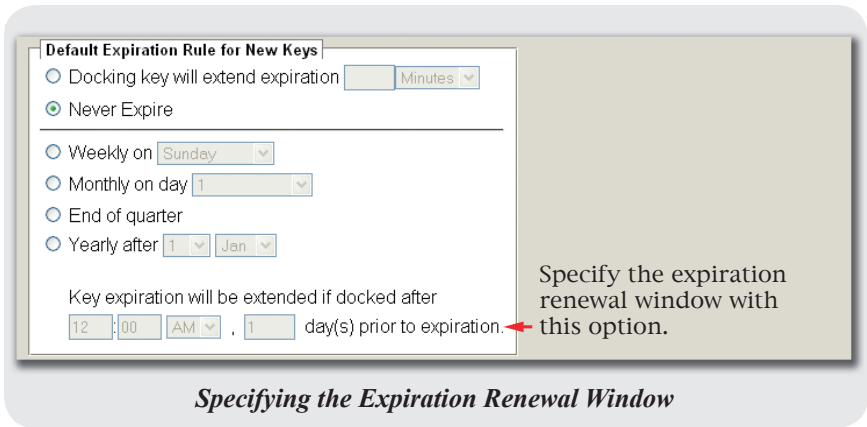 Default Expiration Rule for New Keys
Docking key will extend expiration Minutes
Never Expire
Weekly on Sunday
Monthly on day 1
End of quarter
Yearly after 1 Jan
Key expiration will be extended if docked after
12 : 00 AM , 1 day(s) prior to expiration.
Specify the expiration
renewal window with
this option.
Specifying the Expiration Renewal Window